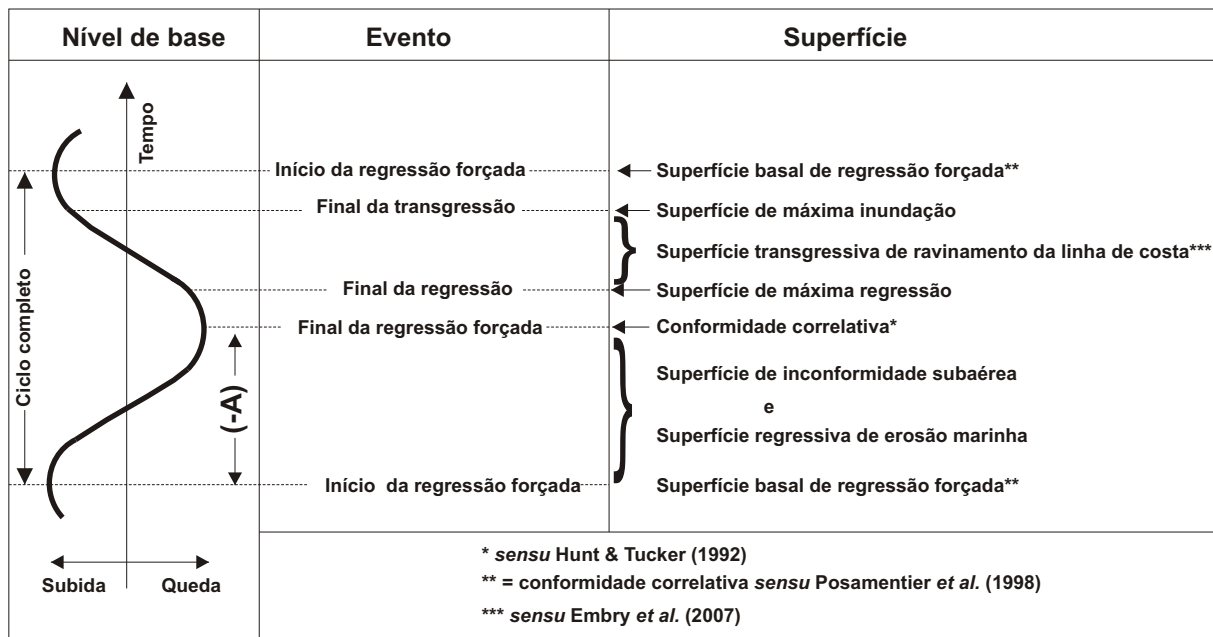 Nível de base
Evento
Superfície
Tempo
Início da regressão forçada
Superfície basal de regressão forçada**
Final da transgressão
Superfície de máxima inundação
Superfície transgressiva de ravinamento da linha de costa***
Final da regressão
Superfície de máxima regressão
Final da regressão forçada
Conformidade correlativa*
Ciclo completo
(-A)
Superfície de inconformidade subaérea
e
Superfície regressiva de erosão marinha
Início da regressão forçada
Superfície basal de regressão forçada**
Subida
Queda
* sensu Hunt & Tucker (1992)
** = conformidade correlativa sensu Posamentier et al. (1998)
*** sensu Embry et al. (2007)